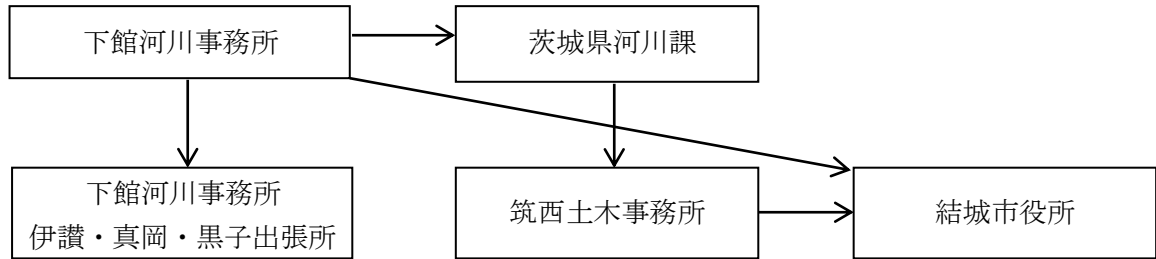 下館河川事務所
茨城県河川課
下館河川事務所
伊讃・真岡・黒子出張所
筑西土木事務所
結城市役所